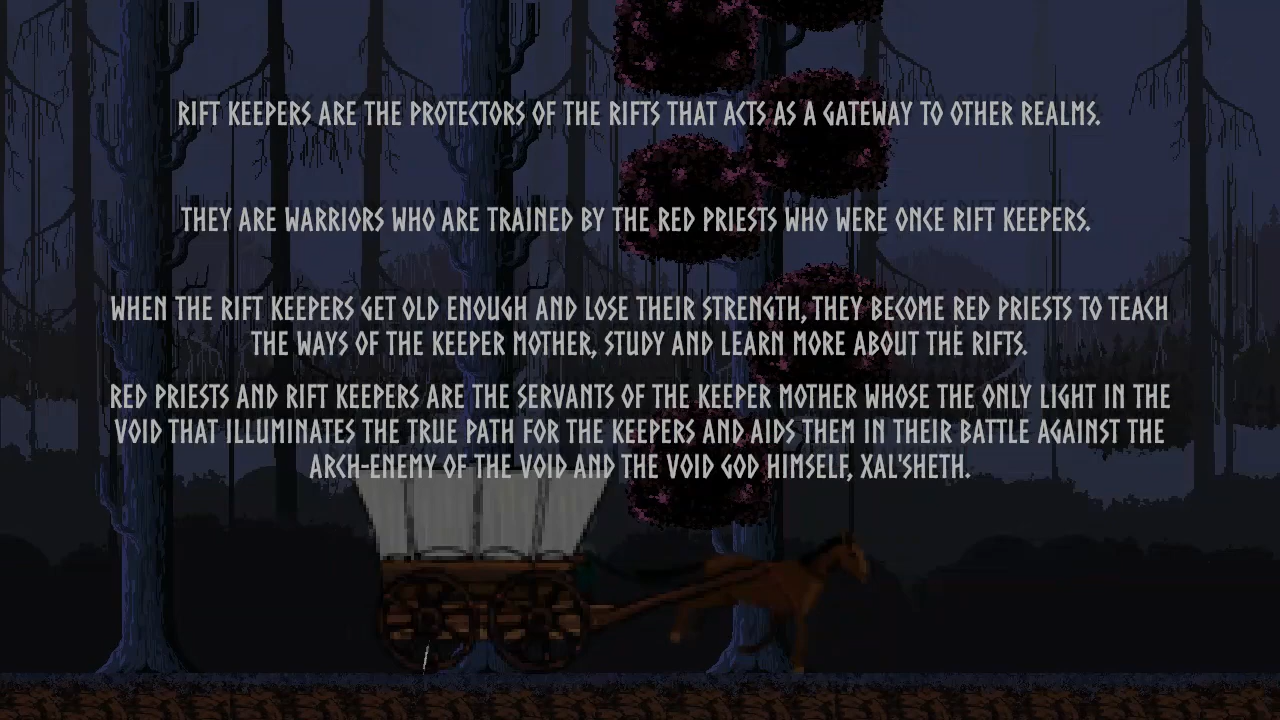 RIFT KEEPERS ARE THE PROTECTORS OF THE RIFTS THAT ACTS AS A GATEWAY TO OTHER REALMS.
THEY ARE WARRIORS WHO ARE TRAINED BY THE RED PRIESTS WHO WERE ONCE RIFT KEEPERS.
WHEN THE RIFT KEEPERS GET OLD ENOUGH AND LOSE THEIR STRENGTH, THEY BECOME RED PRIESTS TO TEACH
THE WAYS OF THE KEEPER MOTHER, STUDY AND LEARN MORE ABOUT THE RIFTS.
RED PRIESTS AND RIFT KEEPERS ARE THE SERVANTS OF THE KEEPER MOTHER WHOSE THE ONLY LIGHT IN THE
VOID THAT ILLUMINATES THE TRUE PATH FOR THE KEEPERS AND AIDS THEM IN THEIR BATTLE AGAINST THE
ARCH-ENEMY OF THE VOID AND THE VOID GOD HIMSELF, XAL'SHETH.